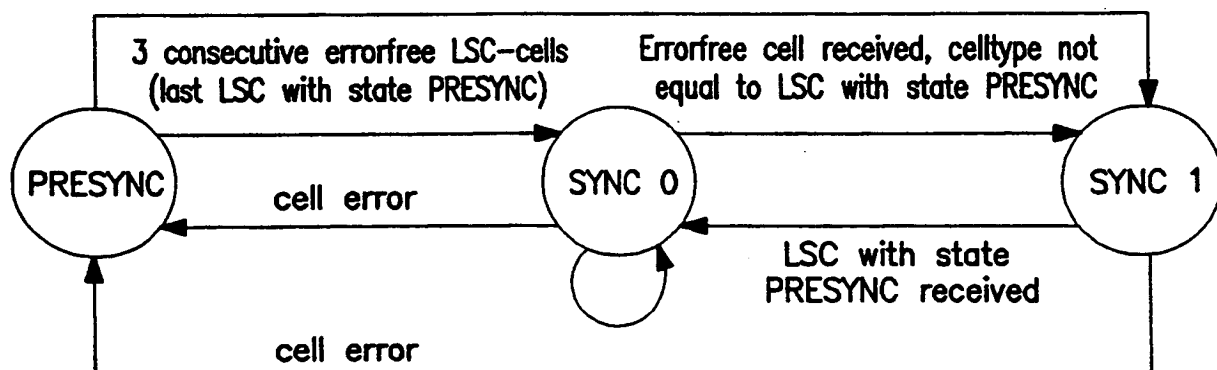 3 consecutive errorfree LSC-cells
(last LSC with state PRESYNC)
Errorfree cell received, celltype not
equal to LSC with state PRESYNC
PRESYNC
SYNC 0
SYNC 1
cell error
LSC with state
PRESYNC received
cell error